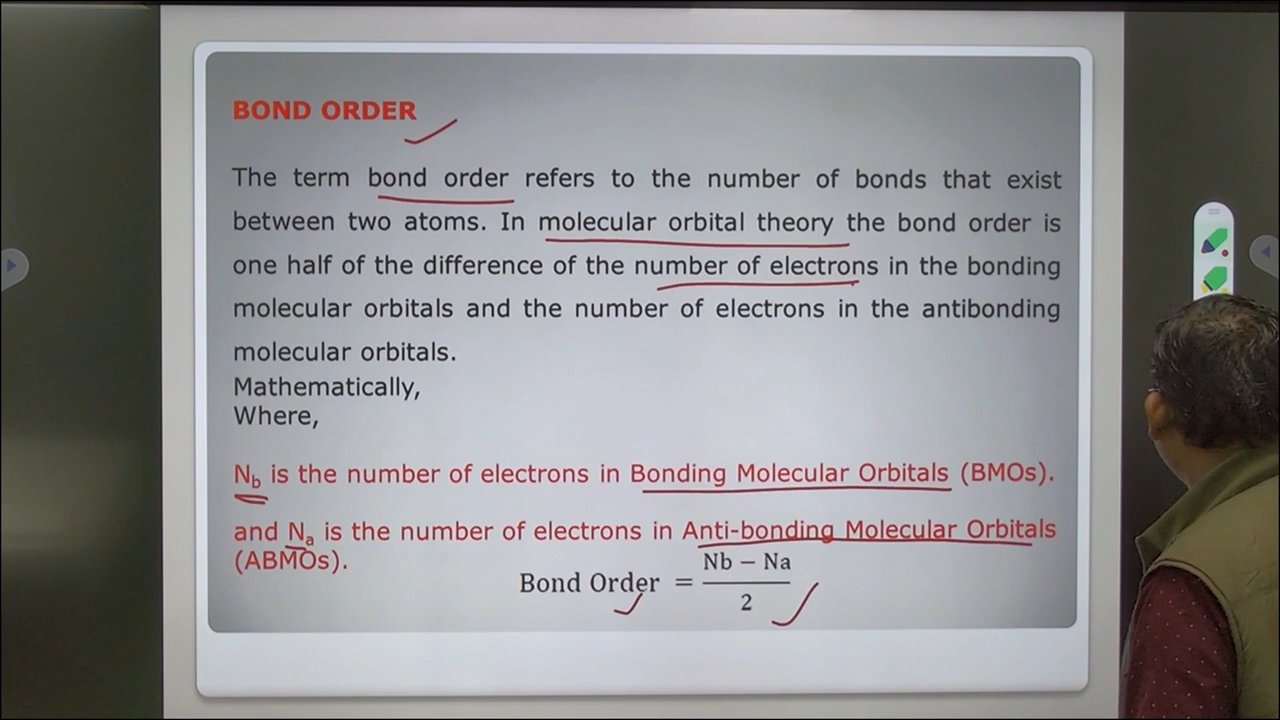 BOND ORDER
The term bond order refers to the number of bonds that exist
between two atoms. In molecular orbital theory the bond order is
one half of the difference of the number of electrons in the bonding
molecular orbitals and the number of electrons in the antibonding
molecular orbitals.
Mathematically,
Where,
N_b is the number of electrons in Bonding Molecular Orbitals (BMOs).
and N_a is the number of electrons in Anti-bonding Molecular Orbitals
(ABMOs).
Bond Order = (Nb − Na)/2